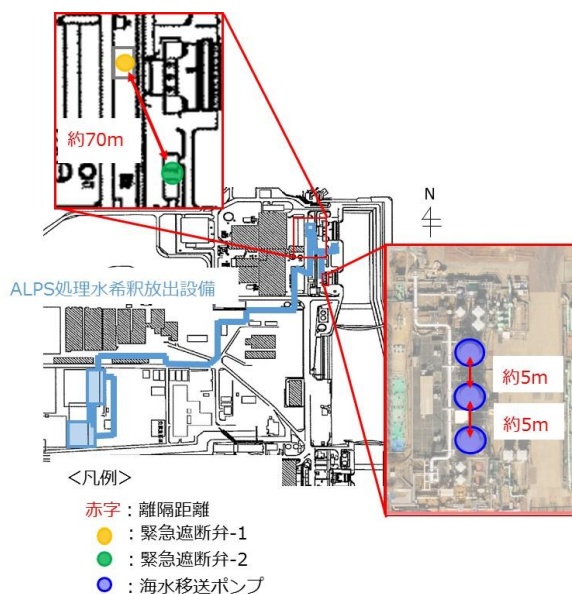 約70m
N
ALPS処理水希釈放出設備
約5m
約5m
<凡例>
赤字：離隔距離
：緊急遮断弁-1
：緊急遮断弁-2
：海水移送ポンプ